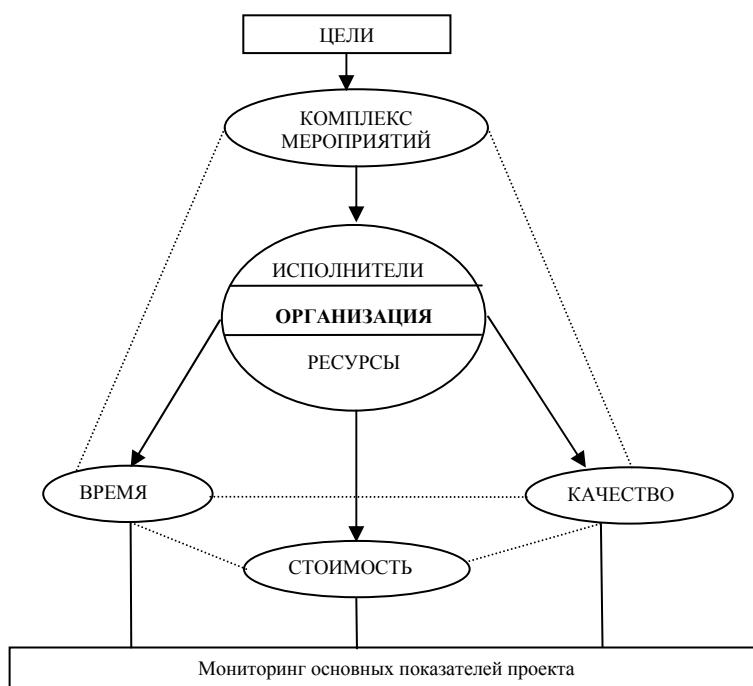 ЦЕЛИ
КОМПЛЕКС
МЕРОПРИЯТИЙ
ИСПОЛНИТЕЛИ
ОРГАНИЗАЦИЯ
РЕСУРСЫ
ВРЕМЯ
КАЧЕСТВО
СТОИМОСТЬ
Мониторинг основных показателей проекта